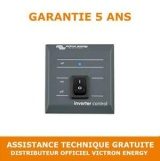 GARANTIE 5 ANS
victron energy
inverter control
ASSISTANCE TECHNIQUE GRATUITE
DISTRIBUTEUR OFFICIEL VICTRON ENERGY